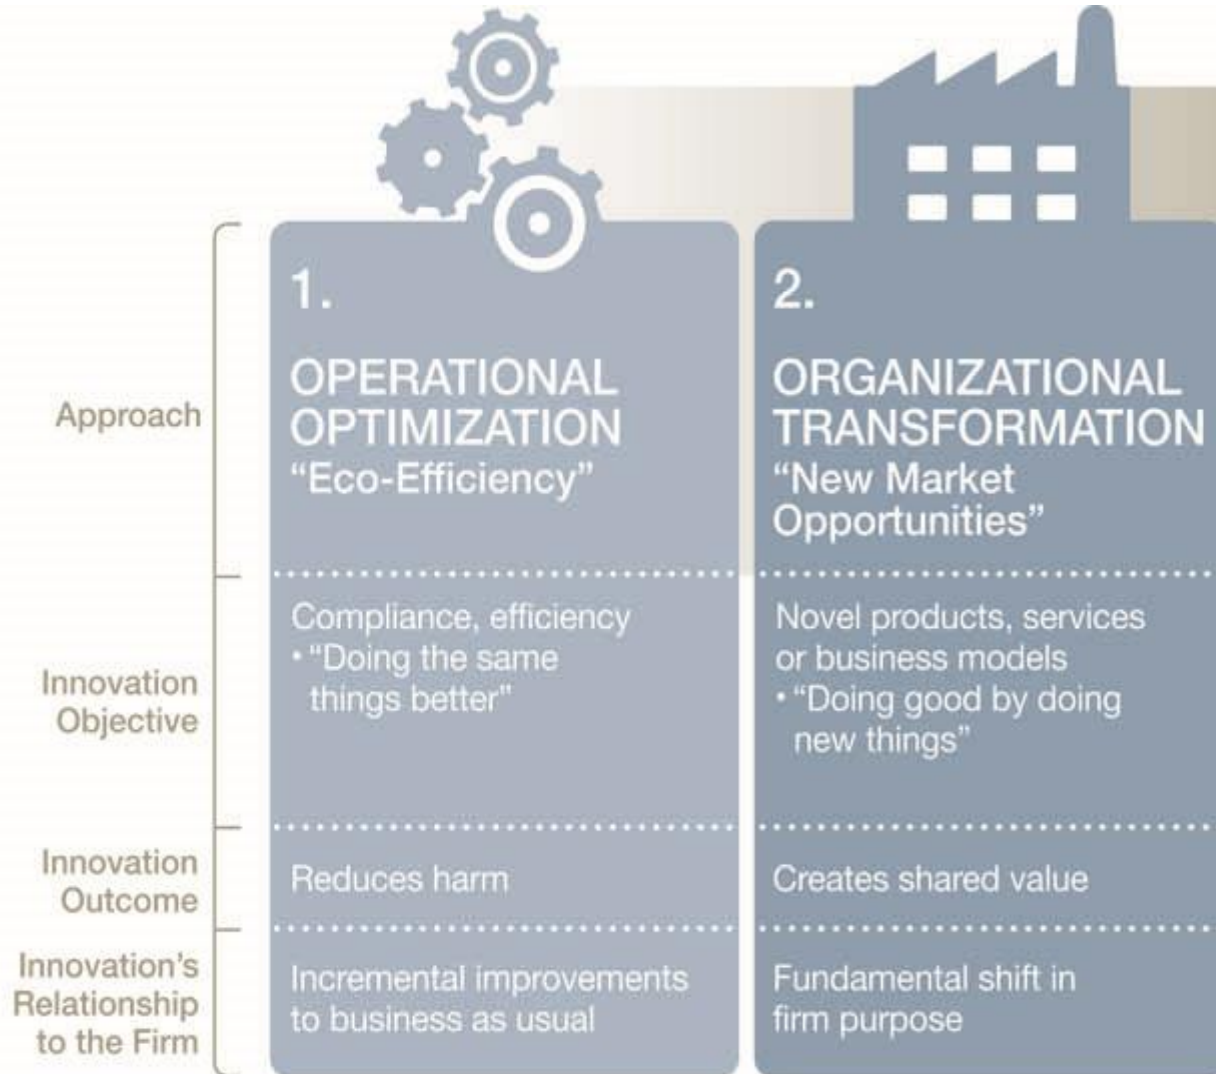 Approach
Innovation
Objective
Innovation
Outcome
Innovation's
Relationship
to the Firm
1.
OPERATIONAL
OPTIMIZATION
“Eco-Efficiency”
Compliance, efficiency
• “Doing the same
things better”
Reduces harm
Incremental improvements
to business as usual
2.
ORGANIZATIONAL
TRANSFORMATION
“New Market
Opportunities”
Novel products, services
or business models
• “Doing good by doing
new things”
Creates shared value
Fundamental shift in
firm purpose